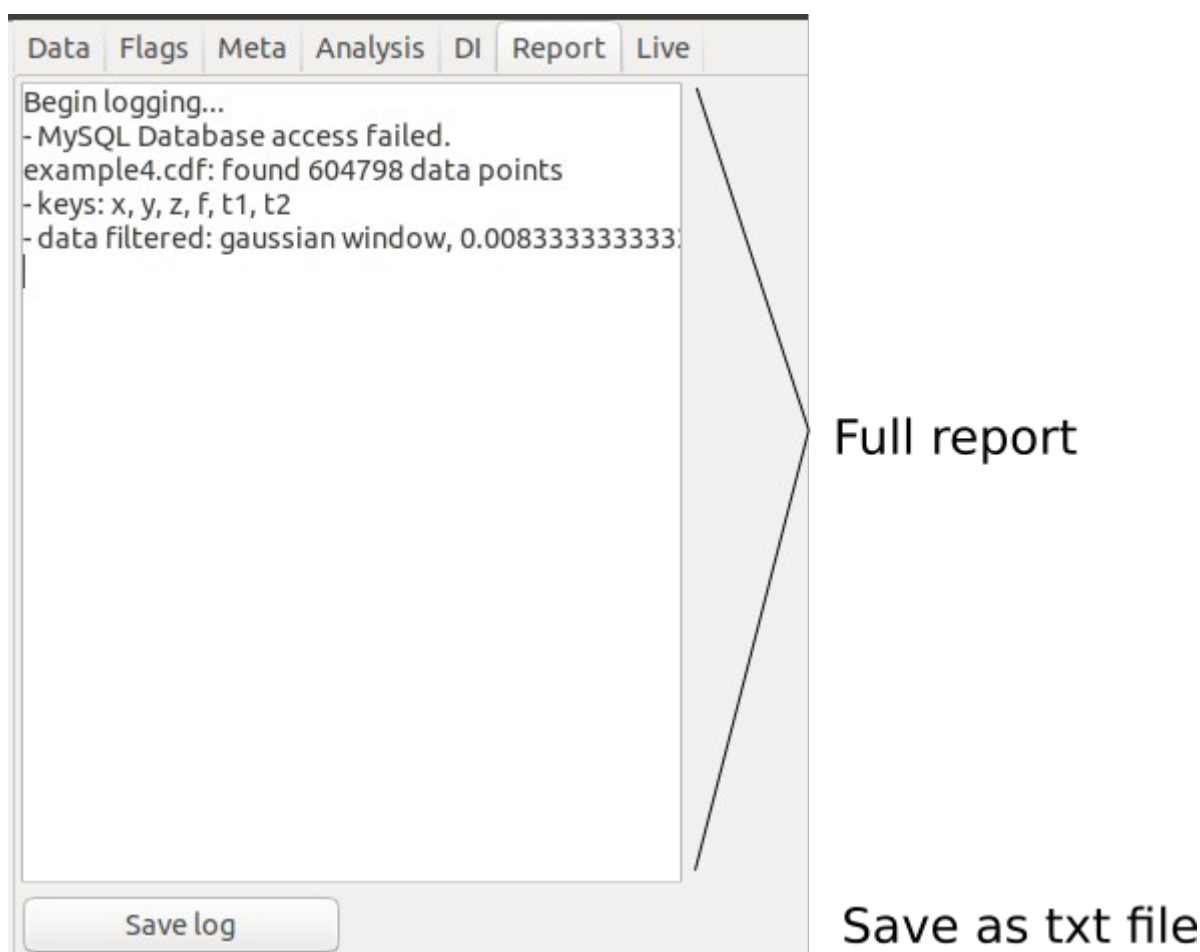 Data Flags Meta Analysis DI Report Live
Begin logging...
- MySQL Database access failed.
example4.cdf: found 604798 data points
- keys: x, y, z, f, t1, t2
- data filtered: gaussian window, 0.008333333333
Full report
Save log
Save as txt file